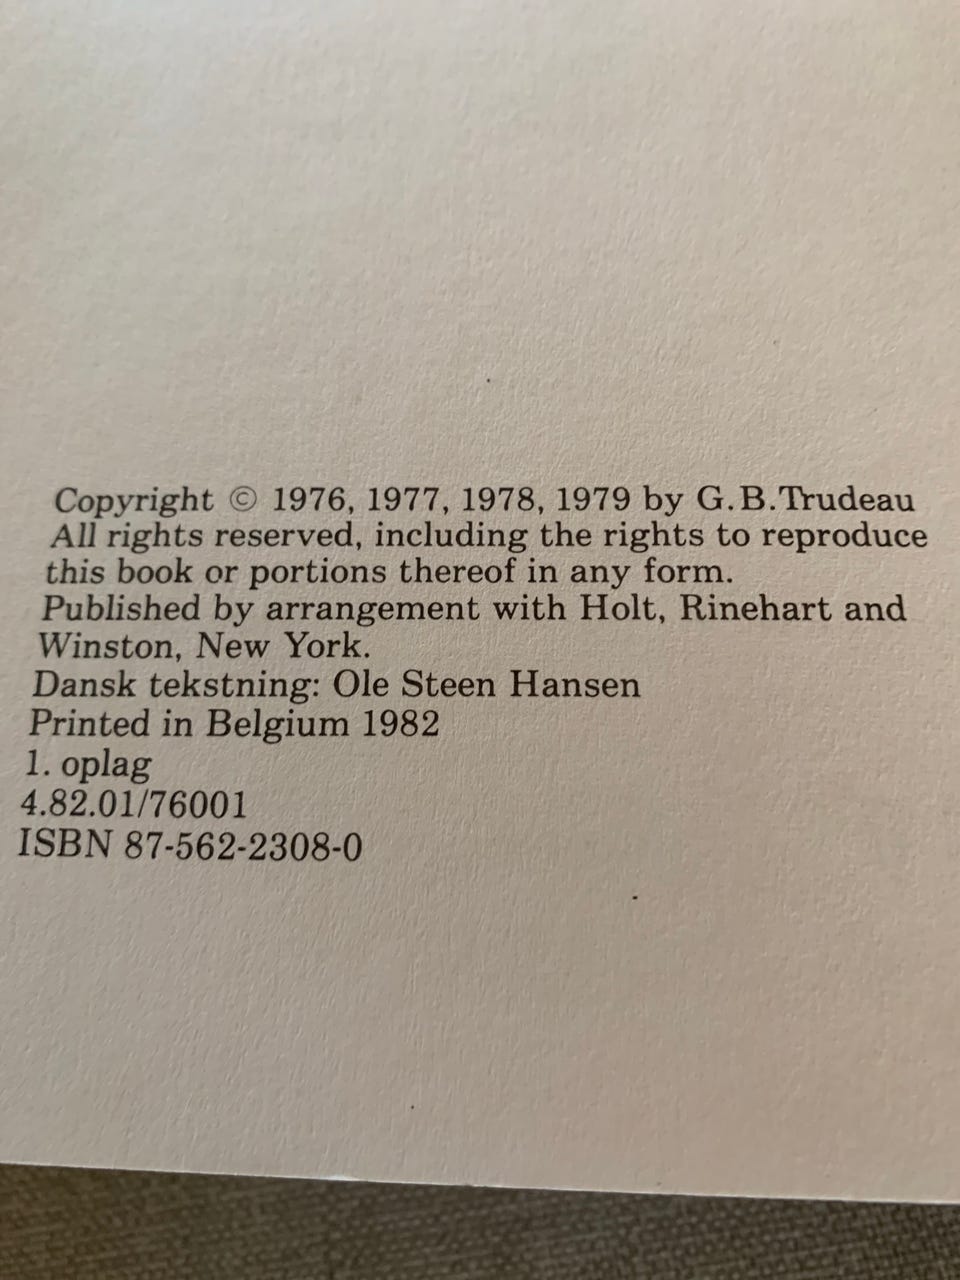 Copyright © 1976, 1977, 1978, 1979 by G.B.Trudeau
All rights reserved, including the rights to reproduce
this book or portions thereof in any form.
Published by arrangement with Holt, Rinehart and
Winston, New York.
Dansk tekstning: Ole Steen Hansen
Printed in Belgium 1982
1. oplag
4.82.01/76001
ISBN 87-562-2308-0